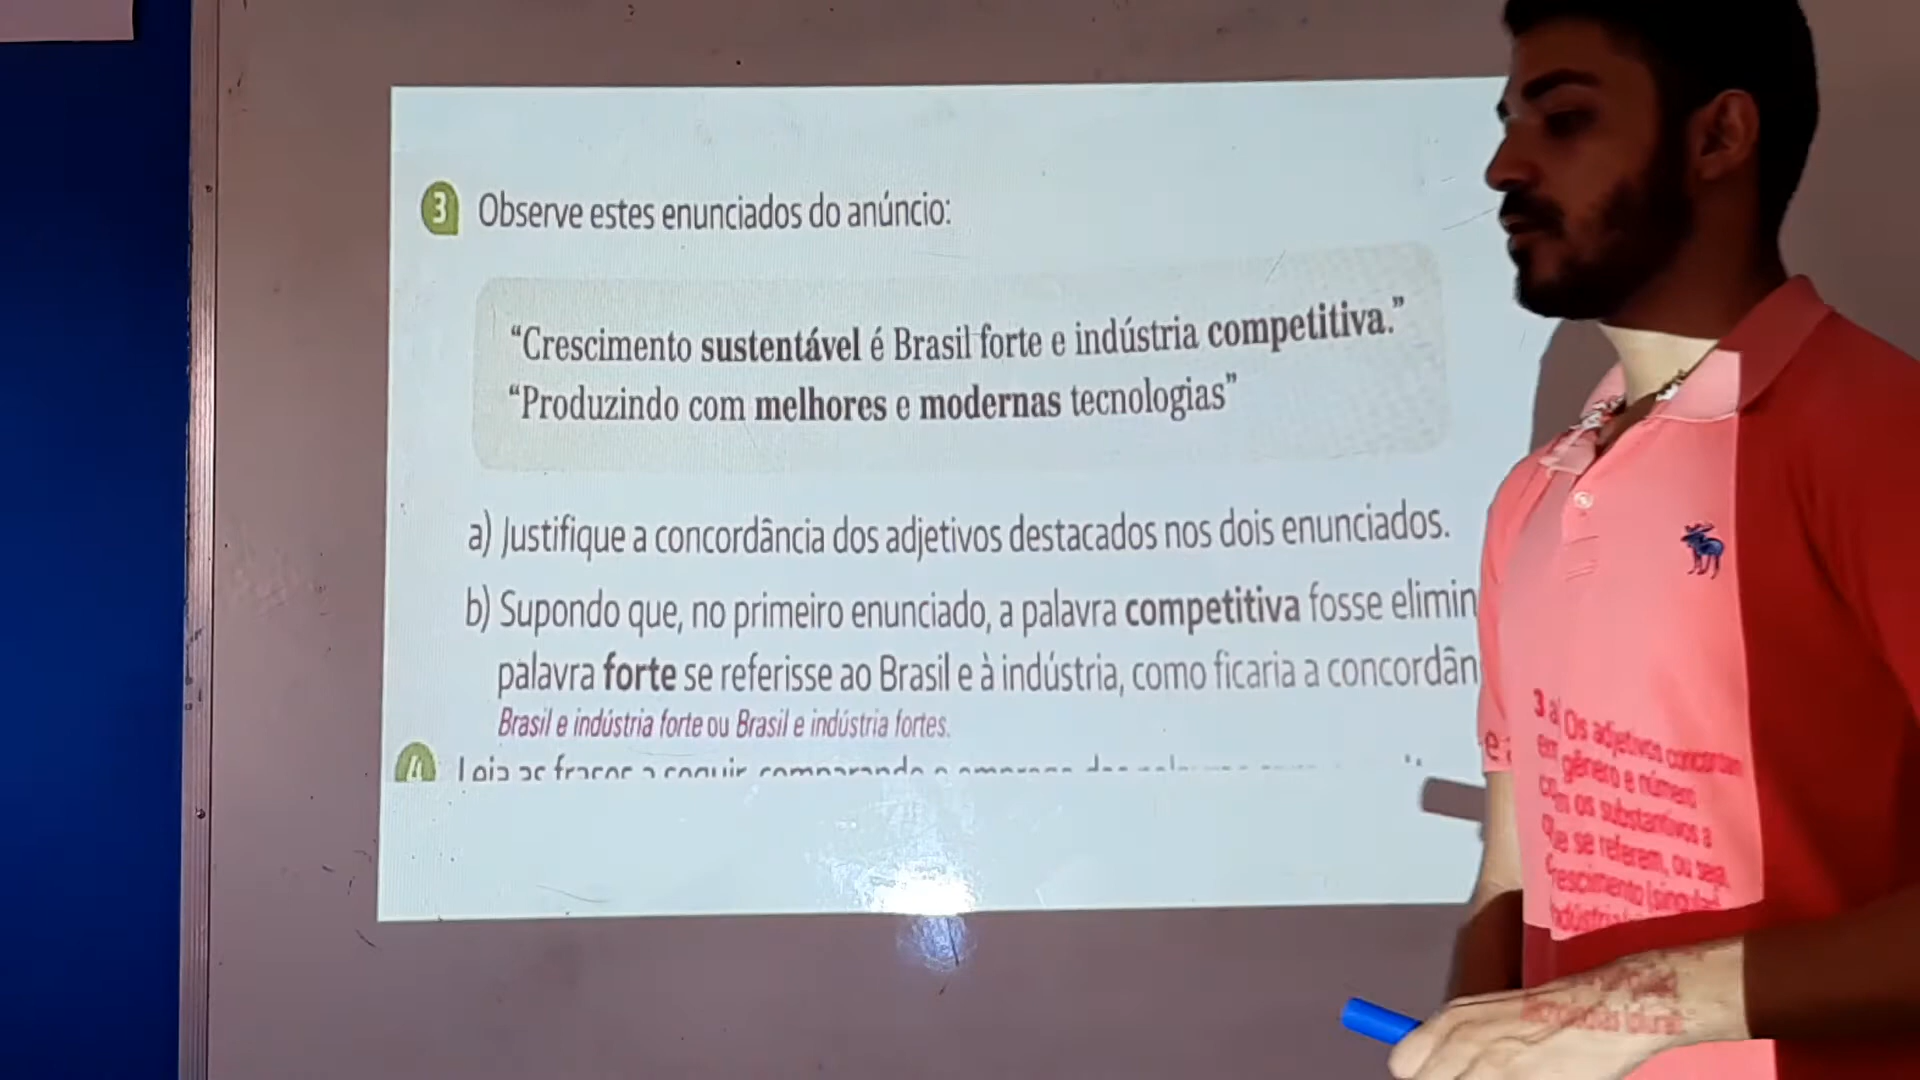 3 Observe estes enunciados do anúncio:
“Crescimento sustentável é Brasil forte e indústria competitiva.”
“Produzindo com melhores e modernas tecnologias”
a) Justifique a concordância dos adjetivos destacados nos dois enunciados.
b) Supondo que, no primeiro enunciado, a palavra competitiva fosse elimin
palavra forte se referisse ao Brasil e à indústria, como ficaria a concordân
Brasil e indústria forte ou Brasil e indústria fortes.
4
3 a) Os adjetivos concordam
em gênero e número
com os substantivos a
que se referem, ou seja,